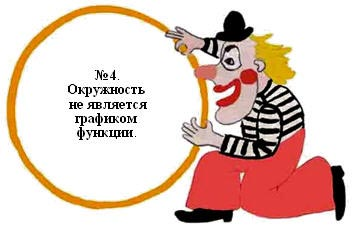 №4.
Окружность
не является
графиком
функции.